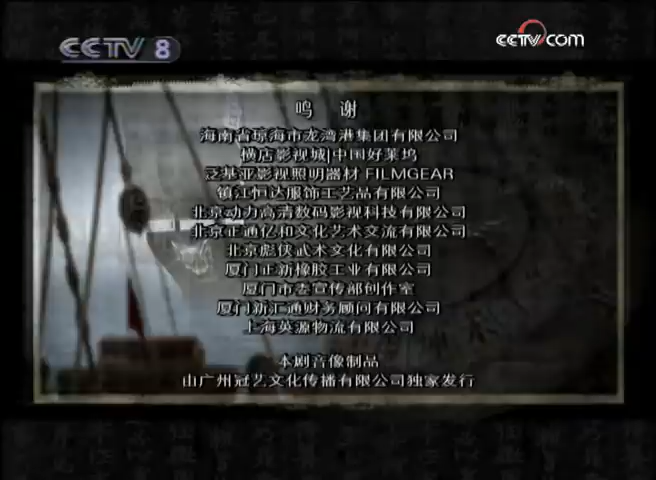 CCTV 8
CCTV.COM
鸣 谢
海南省琼海市龙湾港集团有限公司
横店影视城|中国好莱坞
泛基亚影视照明器材 FILMGEAR
镇江恒达服饰工艺品有限公司
北京动力高清数码影视科技有限公司
北京正通亿和文化艺术交流有限公司
北京彪侠武术文化有限公司
厦门正新橡胶工业有限公司
厦门市委宣传部创作室
厦门新汇通财务顾问有限公司
上海英源物流有限公司
本剧音像制品
由广州冠艺文化传播有限公司独家发行